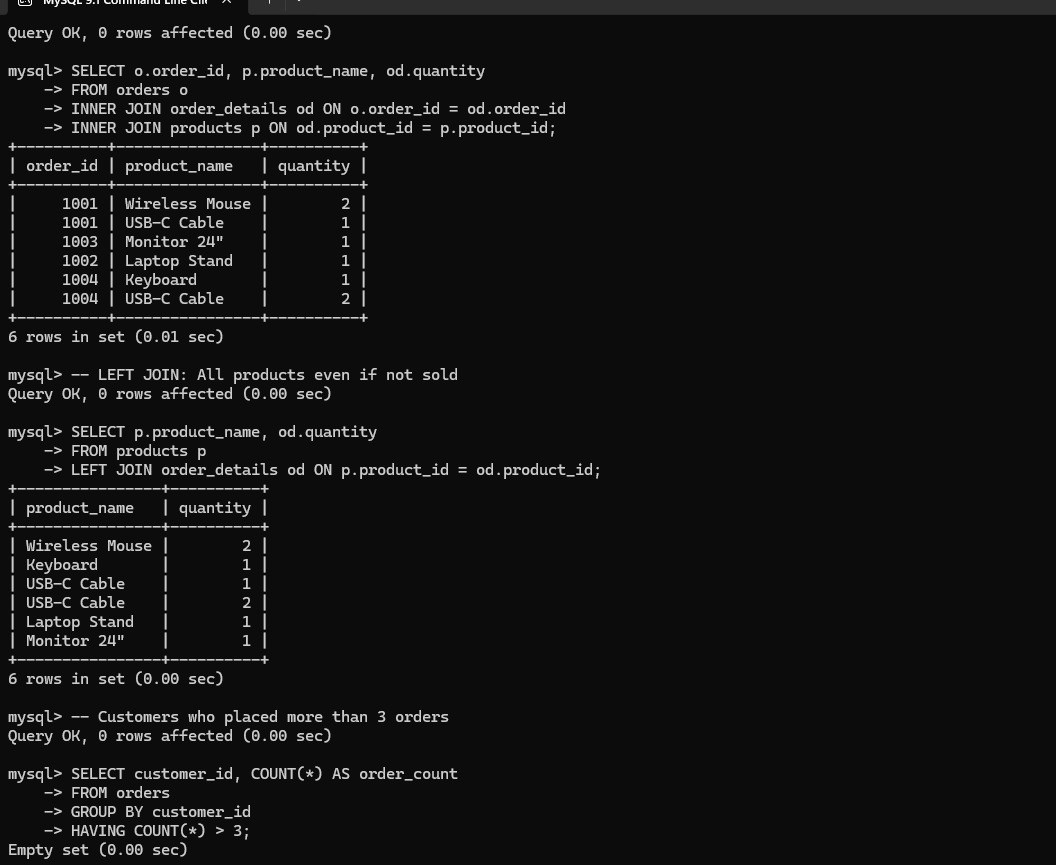 MySQL 9.1 Command Line Cli
Query OK, 0 rows affected (0.00 sec)
mysql> SELECT o.order_id, p.product_name, od.quantity
    -> FROM orders o
    -> INNER JOIN order_details od ON o.order_id = od.order_id
    -> INNER JOIN products p ON od.product_id = p.product_id;
+----------+----------------+----------+
| order_id | product_name   | quantity |
+----------+----------------+----------+
|     1001 | Wireless Mouse |        2 |
|     1001 | USB-C Cable    |        1 |
|     1003 | Monitor 24"    |        1 |
|     1002 | Laptop Stand   |        1 |
|     1004 | Keyboard       |        1 |
|     1004 | USB-C Cable    |        2 |
+----------+----------------+----------+
6 rows in set (0.01 sec)
mysql> -- LEFT JOIN: All products even if not sold
Query OK, 0 rows affected (0.00 sec)
mysql> SELECT p.product_name, od.quantity
    -> FROM products p
    -> LEFT JOIN order_details od ON p.product_id = od.product_id;
+----------------+----------+
| product_name   | quantity |
+----------------+----------+
| Wireless Mouse |        2 |
| Keyboard       |        1 |
| USB-C Cable    |        1 |
| USB-C Cable    |        2 |
| Laptop Stand   |        1 |
| Monitor 24"    |        1 |
+----------------+----------+
6 rows in set (0.00 sec)
mysql> -- Customers who placed more than 3 orders
Query OK, 0 rows affected (0.00 sec)
mysql> SELECT customer_id, COUNT(*) AS order_count
    -> FROM orders
    -> GROUP BY customer_id
    -> HAVING COUNT(*) > 3;
Empty set (0.00 sec)